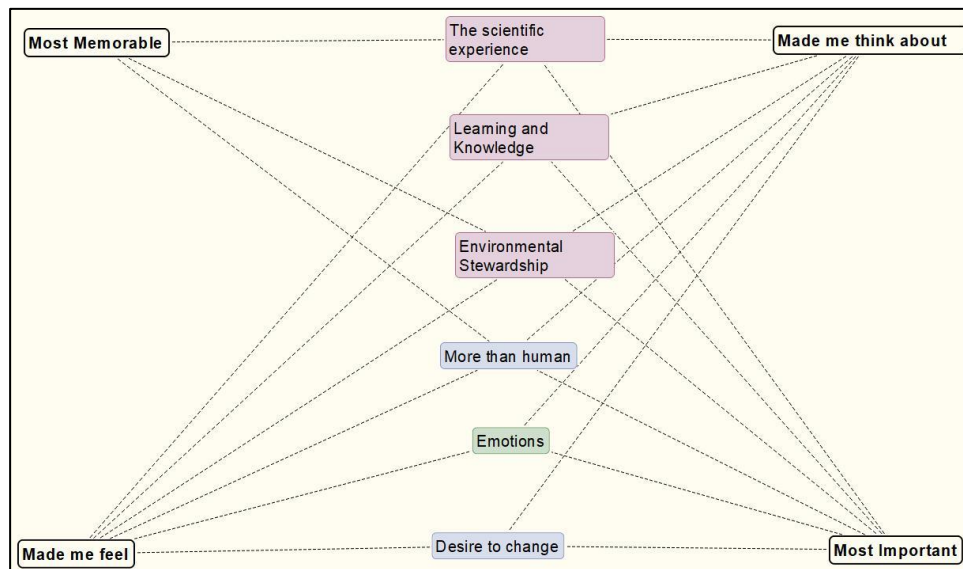 Most Memorable
The scientific
experience
Made me think about
Learning and
Knowledge
Environmental
Stewardship
More than human
Emotions
Made me feel
Desire to change
Most Important